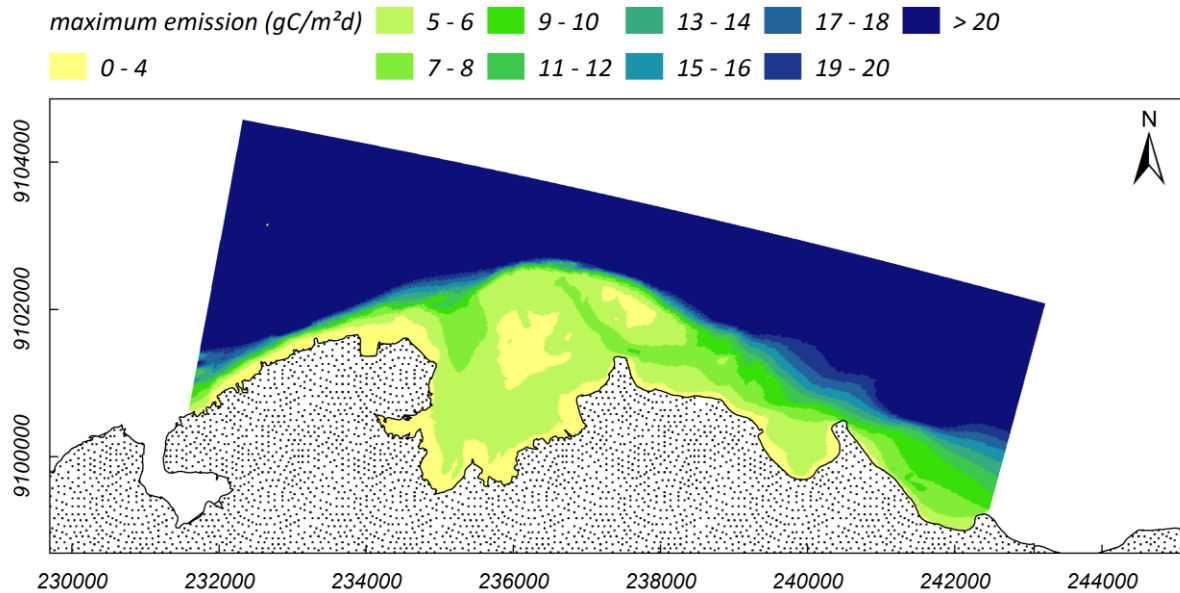 maximum emission (gC/m²d) 5 - 6 9 - 10 13 - 14 17 - 18 > 20
0 - 4 7 - 8 11 - 12 15 - 16 19 - 20
N
9104000
9102000
9100000
230000 232000 234000 236000 238000 240000 242000 244000